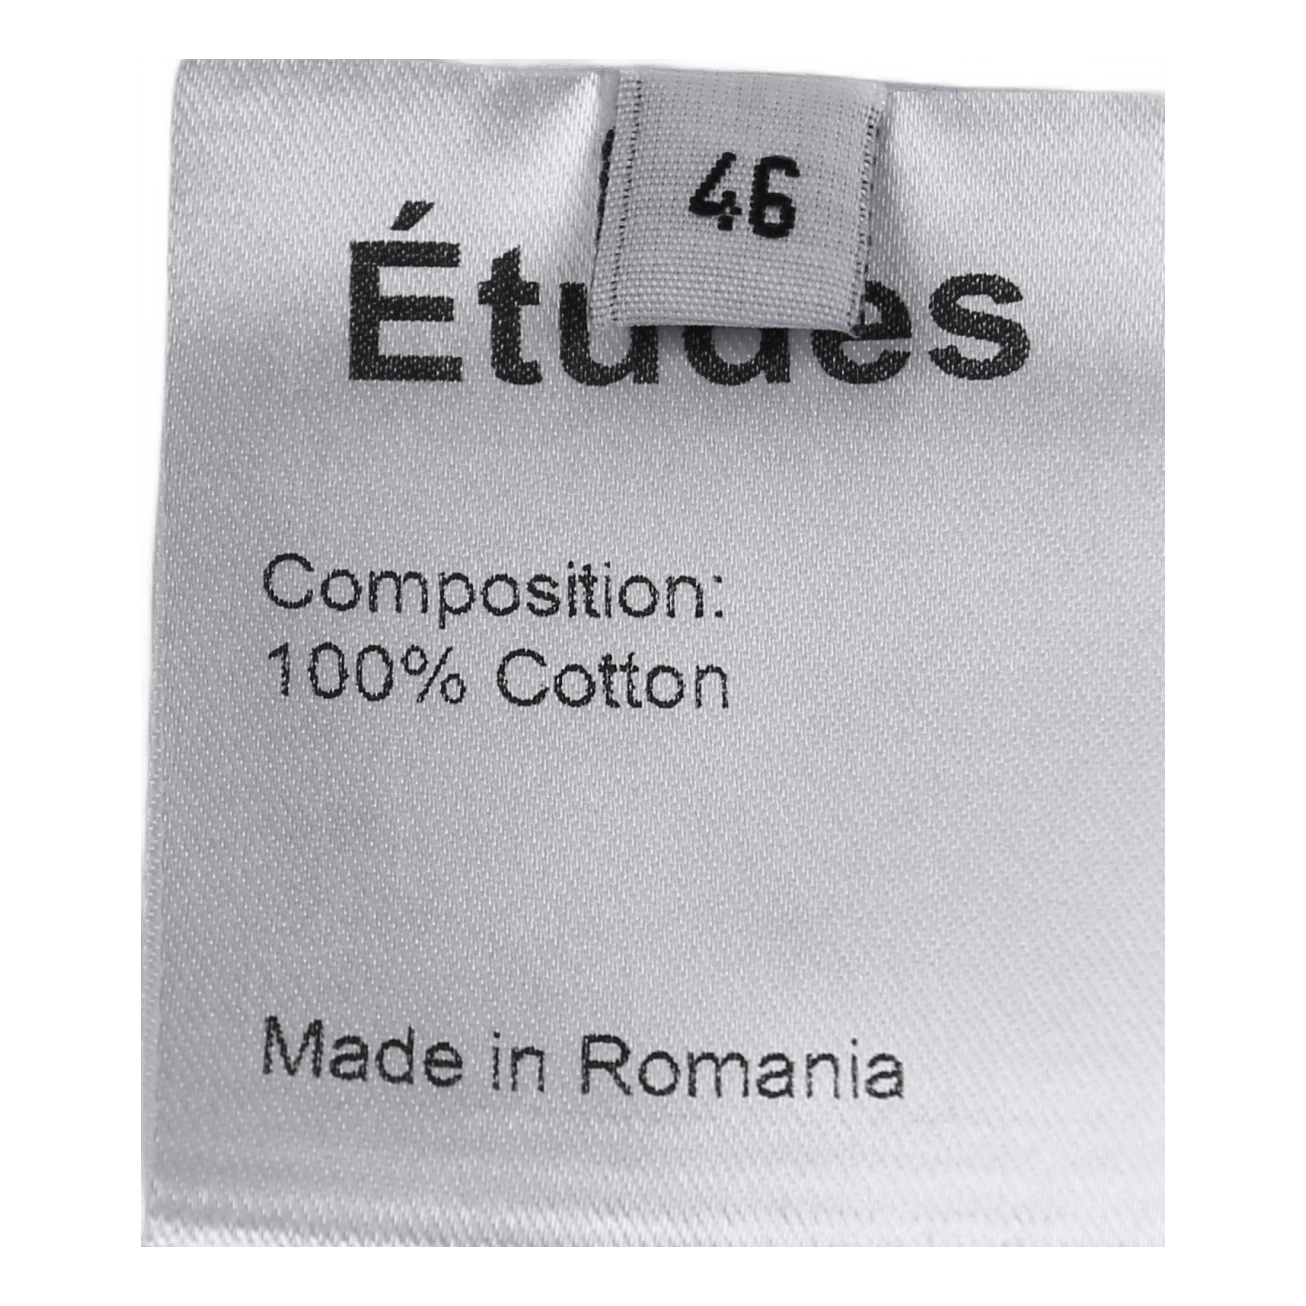 46
Études
Composition:
100% Cotton
Made in Romania